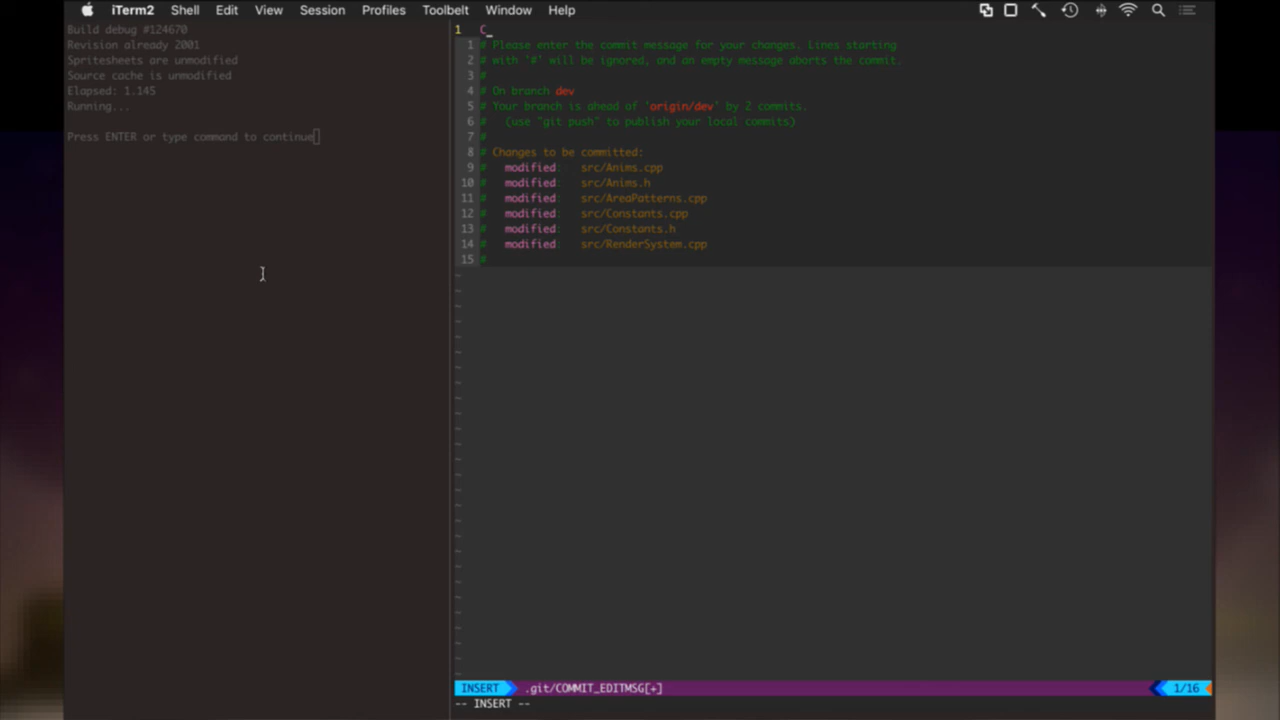 iTerm2 Shell Edit View Session Profiles Toolbelt Window Help
Build debug #124670
Revision already 2001
Spritesheets are unmodified
Source cache is unmodified
Elapsed: 1.145
Running...
Press ENTER or type command to continue
1 C
1 # Please enter the commit message for your changes. Lines starting
2 # with '#' will be ignored, and an empty message aborts the commit.
3 #
4 # On branch dev
5 # Your branch is ahead of 'origin/dev' by 2 commits.
6 #   (use "git push" to publish your local commits)
7 #
8 # Changes to be committed:
9 #   modified:   src/Anims.cpp
10 #   modified:   src/Anims.h
11 #   modified:   src/AreaPatterns.cpp
12 #   modified:   src/Constants.cpp
13 #   modified:   src/Constants.h
14 #   modified:   src/RenderSystem.cpp
15 #
INSERT .git/COMMIT_EDITMSG[+] 1/16
-- INSERT --